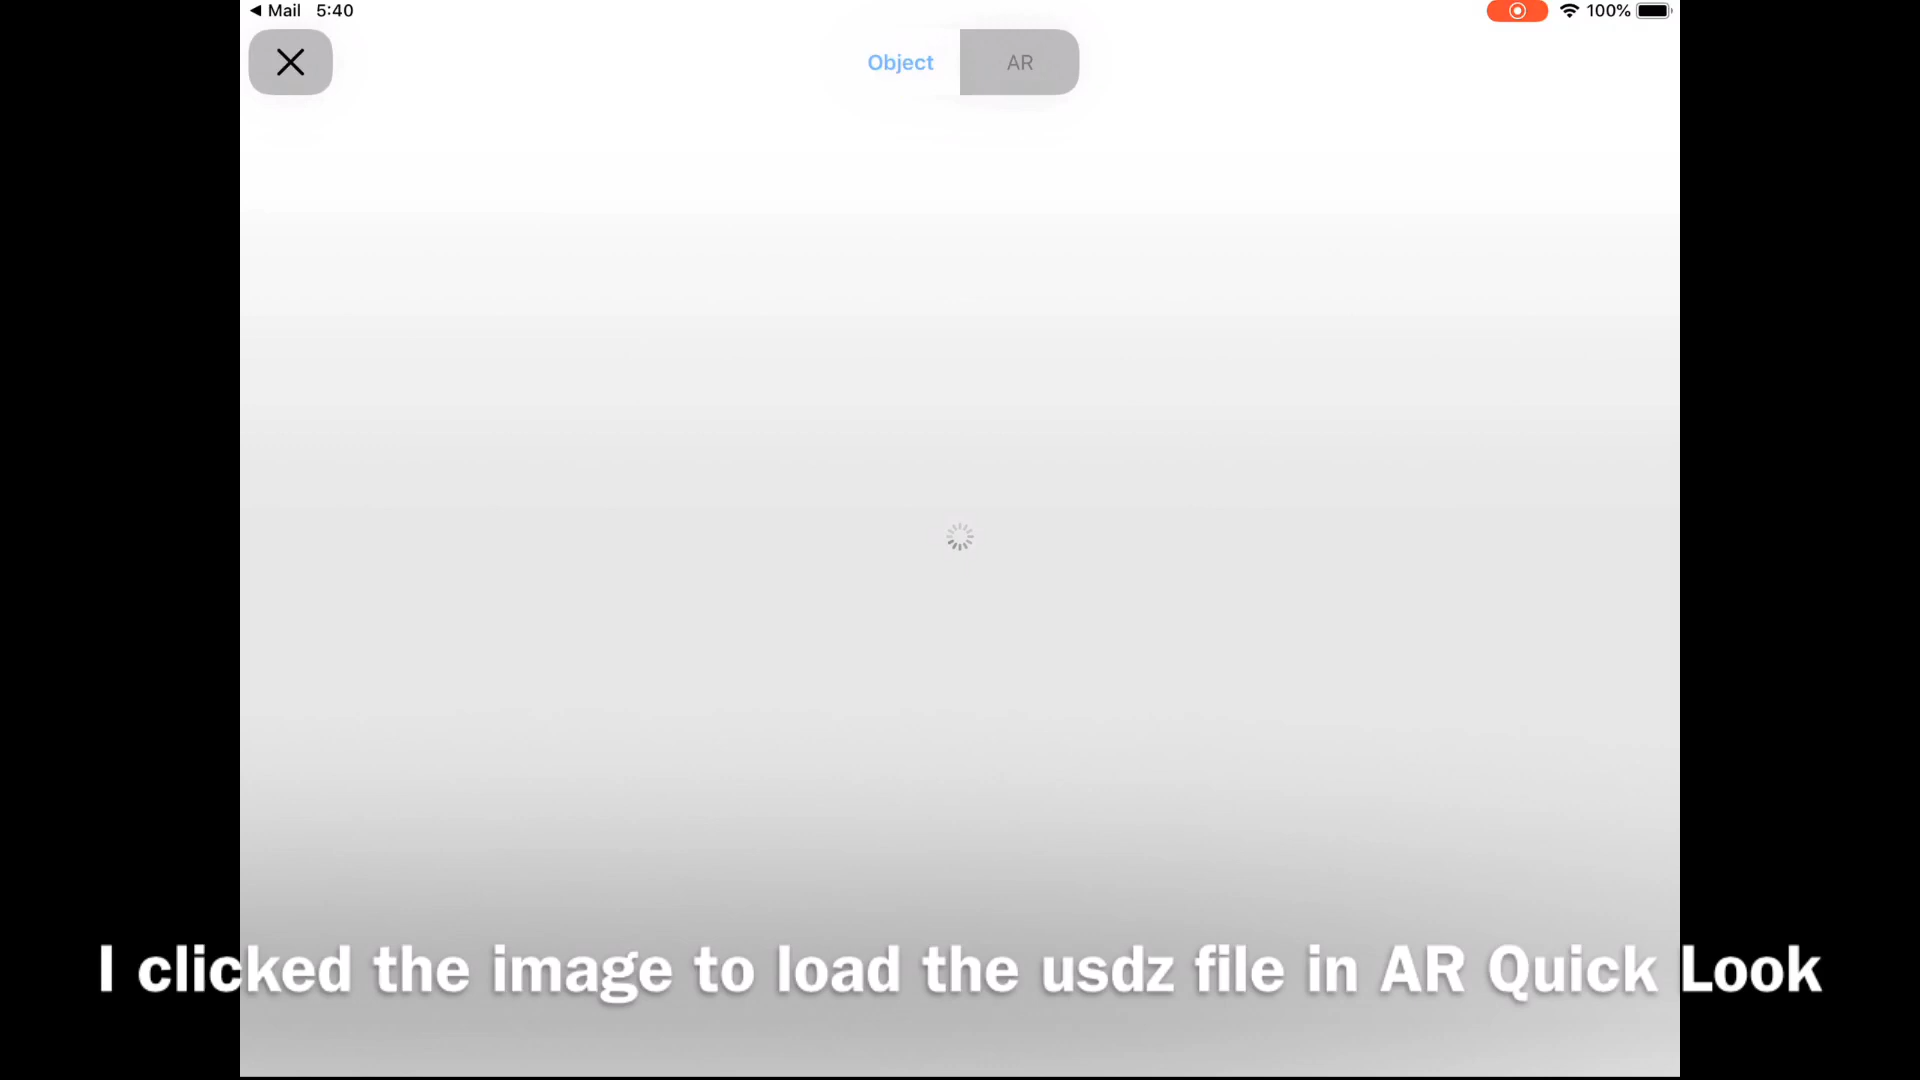 Mail 5:40
100%
Object AR
I clicked the image to load the usdz file in AR Quick Look